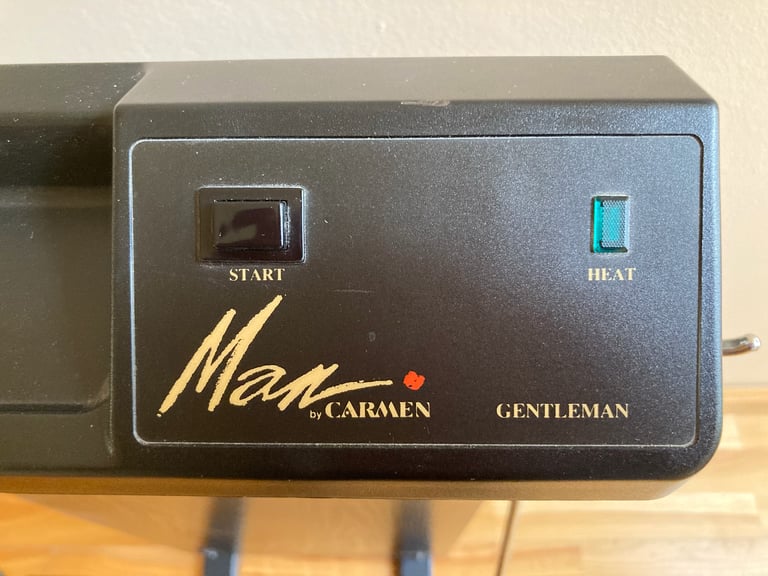 START
HEAT
Man
by CARMEN
GENTLEMAN